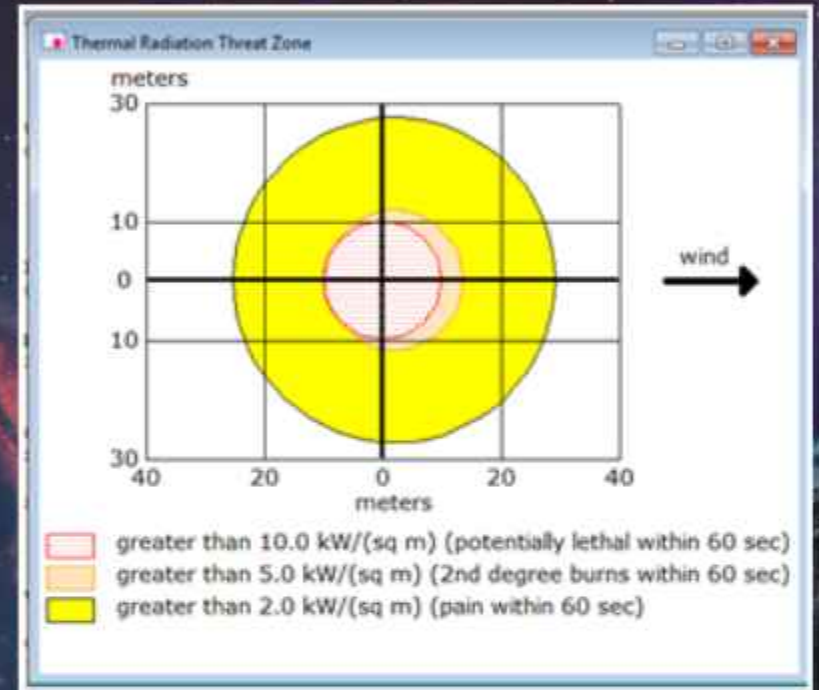 Thermal Radiation Threat Zone
meters
30
10
0
wind
10
30
40 20 0 20 40
meters
greater than 10.0 kW/(sq m) (potentially lethal within 60 sec)
greater than 5.0 kW/(sq m) (2nd degree burns within 60 sec)
greater than 2.0 kW/(sq m) (pain within 60 sec)